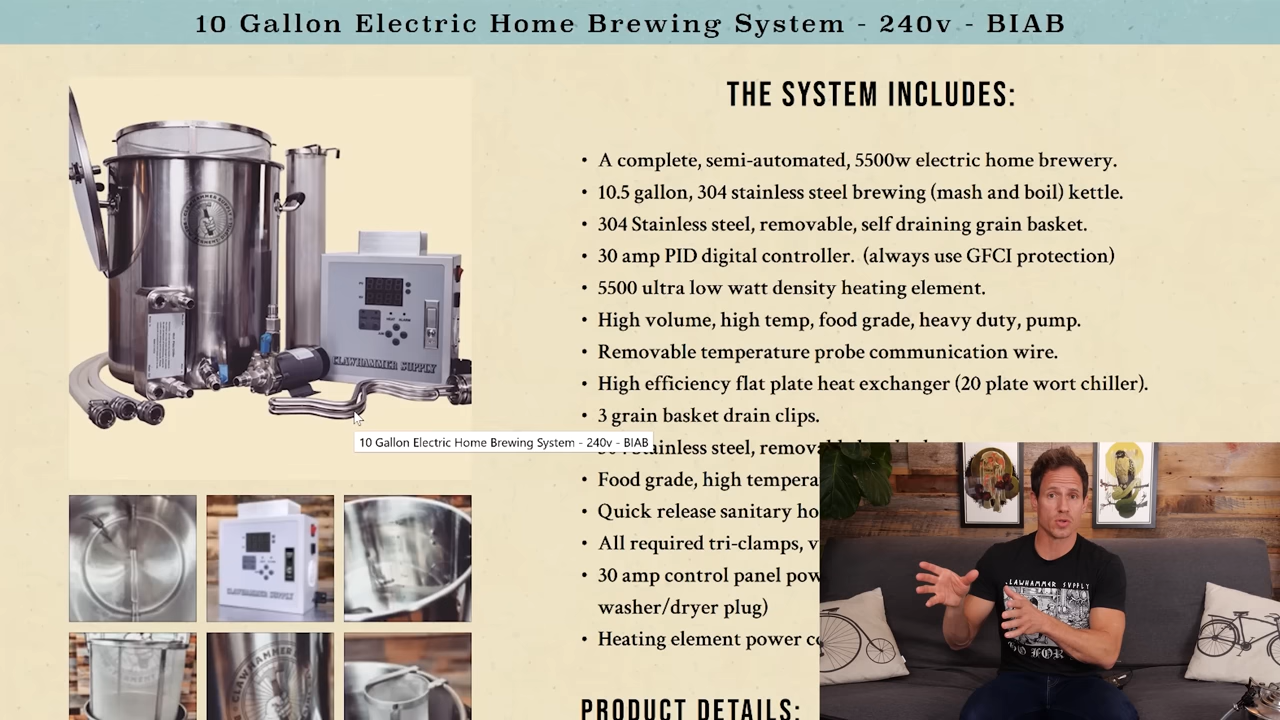 10 Gallon Electric Home Brewing System - 240v - BIAB
THE SYSTEM INCLUDES:
• A complete, semi-automated, 5500w electric home brewery.
• 10.5 gallon, 304 stainless steel brewing (mash and boil) kettle.
• 304 Stainless steel, removable, self draining grain basket.
• 30 amp PID digital controller. (always use GFCI protection)
• 5500 ultra low watt density heating element.
• High volume, high temp, food grade, heavy duty, pump.
• Removable temperature probe communication wire.
• High efficiency flat plate heat exchanger (20 plate wort chiller).
• 3 grain basket drain clips.
• Food grade, high tempera
• Quick release sanitary ho
• All required tri-clamps, v
• 30 amp control panel pow
washer/dryer plug)
• Heating element power co
PRODUCT DETAILS:
CLAWHAMMER SUPPLY
10 Gallon Electric Home Brewing System - 240v - BIAB
CLAWHAMMER SUPPLY
CLAWHAMMER
CLAWHAMMER SUPPLY